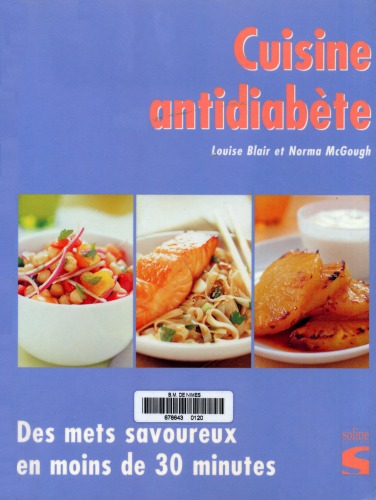 Cuisine
antidiabète
Louise Blair et Norma McGough
B.M. DE NIMES
678643 0120
Des mets savoureux
en moins de 30 minutes
soline
S